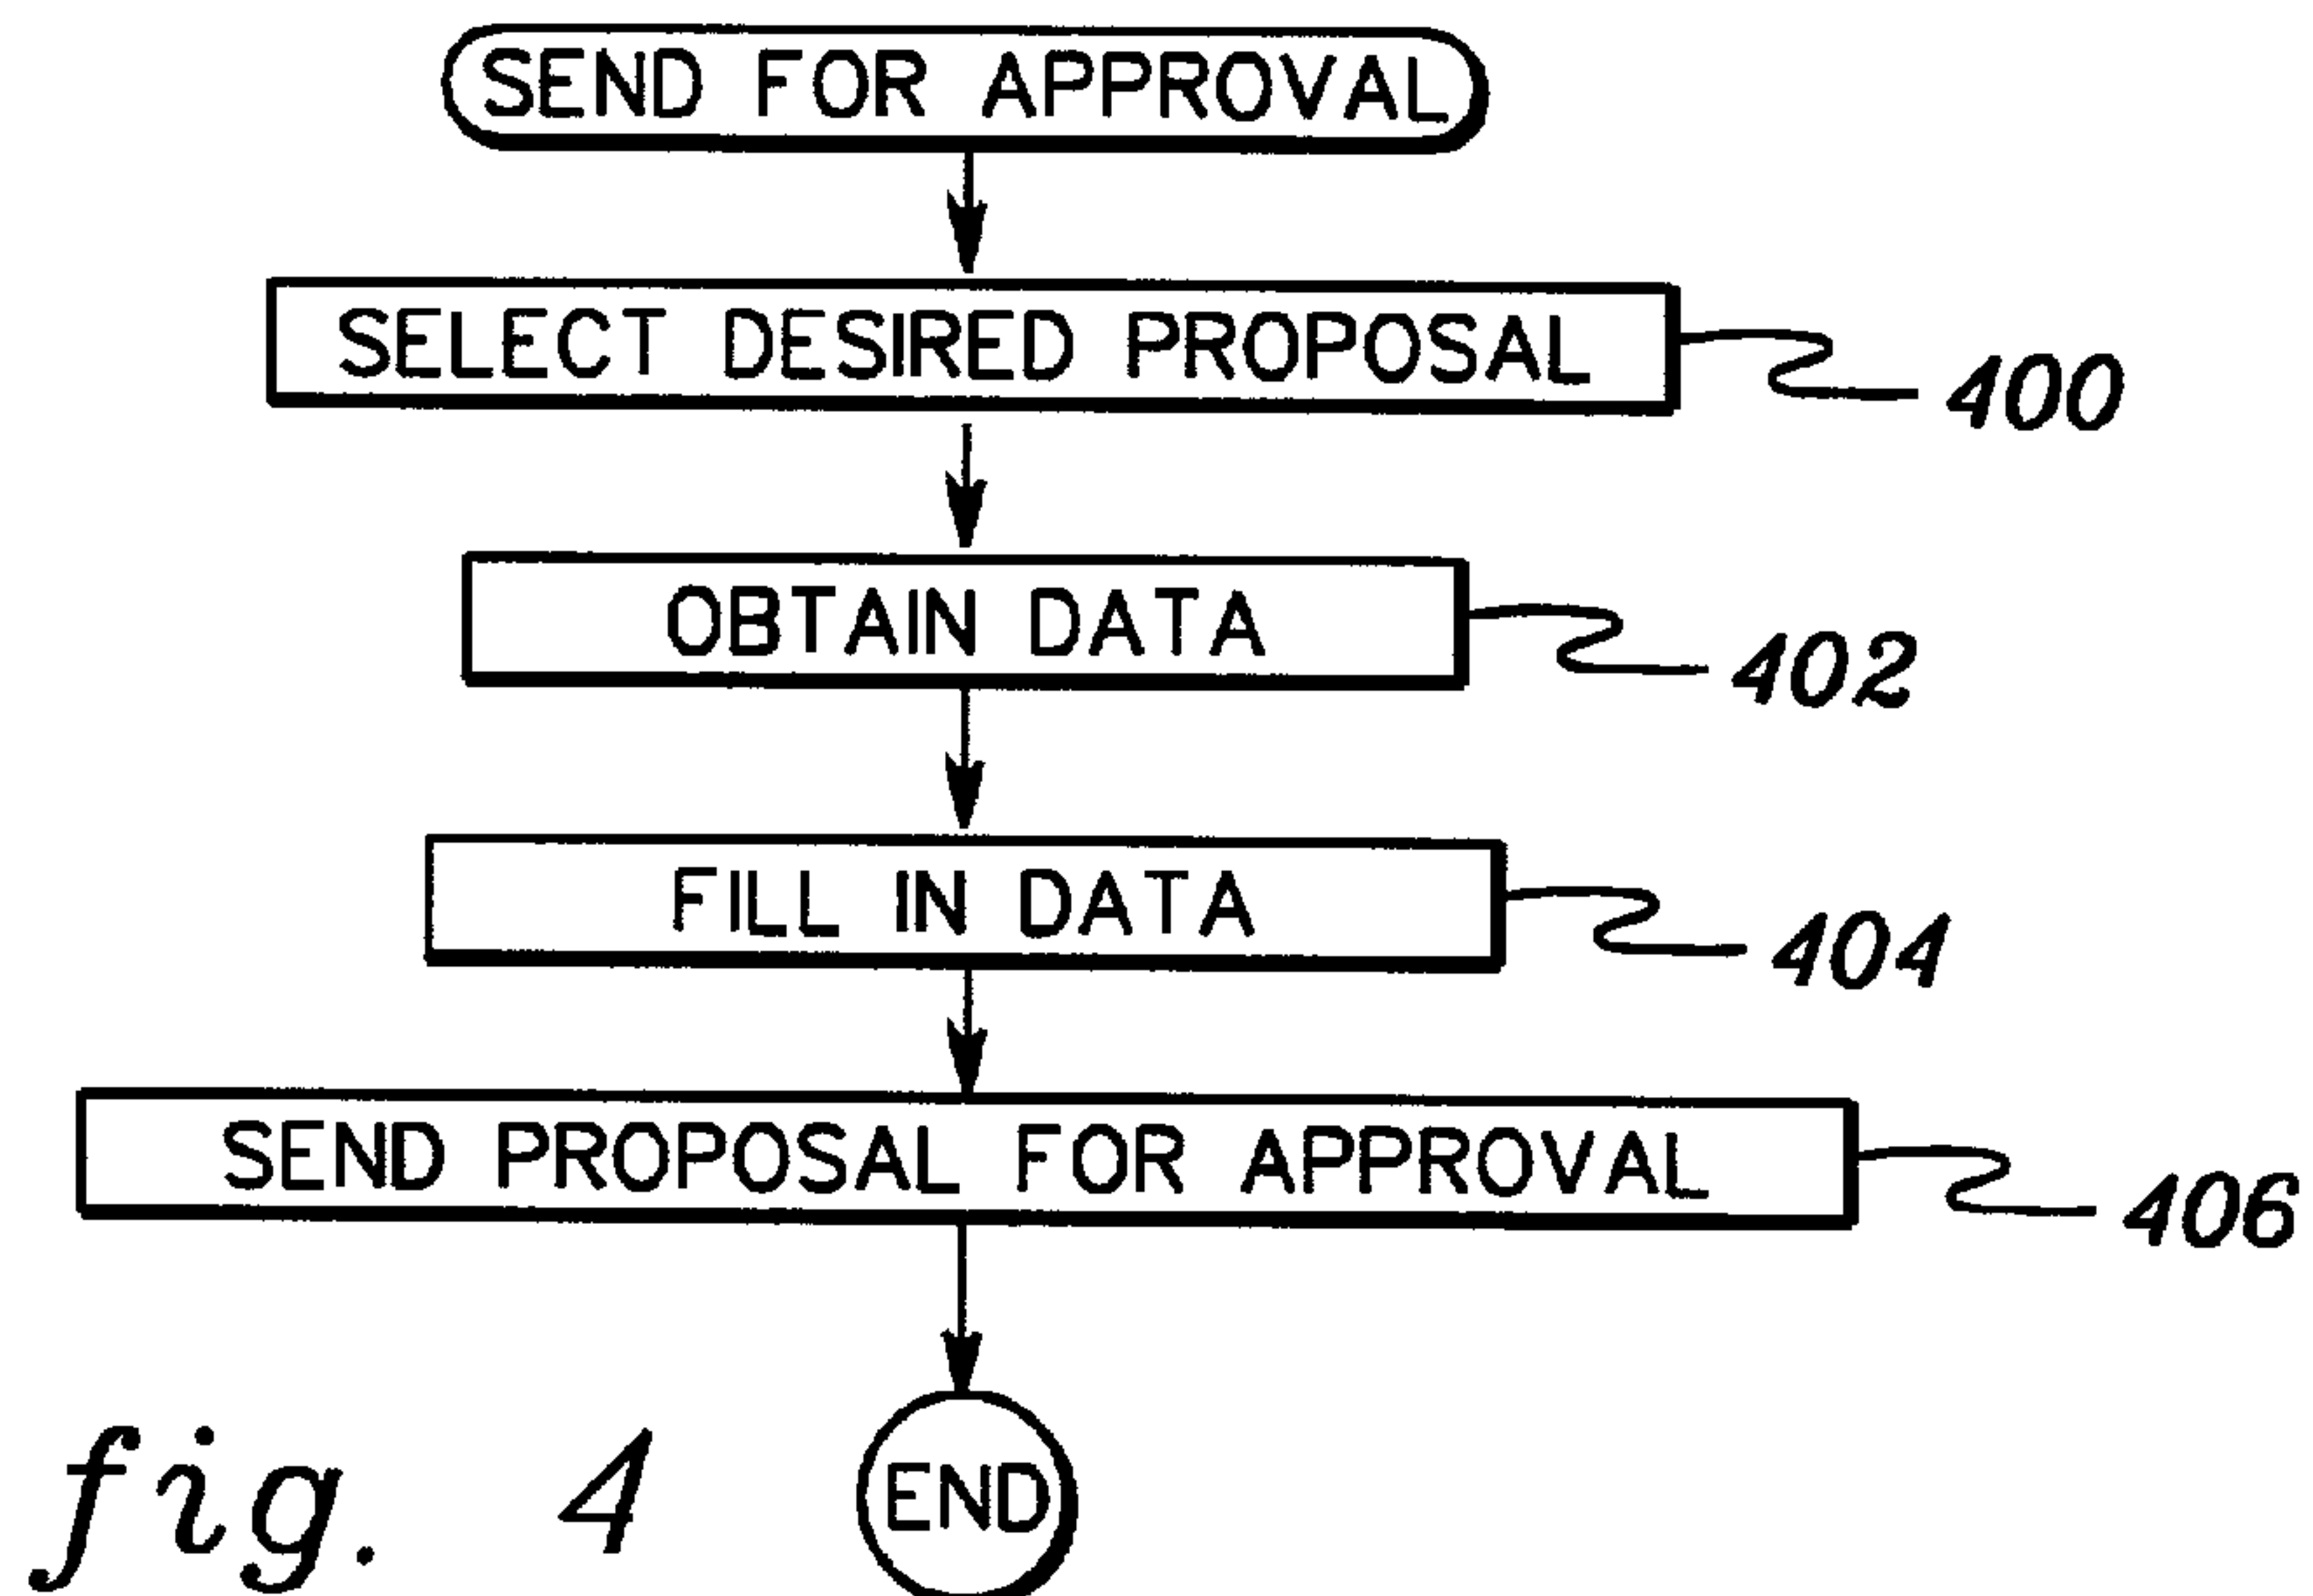 SEND FOR APPROVAL
SELECT DESIRED PROPOSAL
400
OBTAIN DATA
402
FILL IN DATA
404
SEND PROPOSAL FOR APPROVAL
406
END
fig. 4